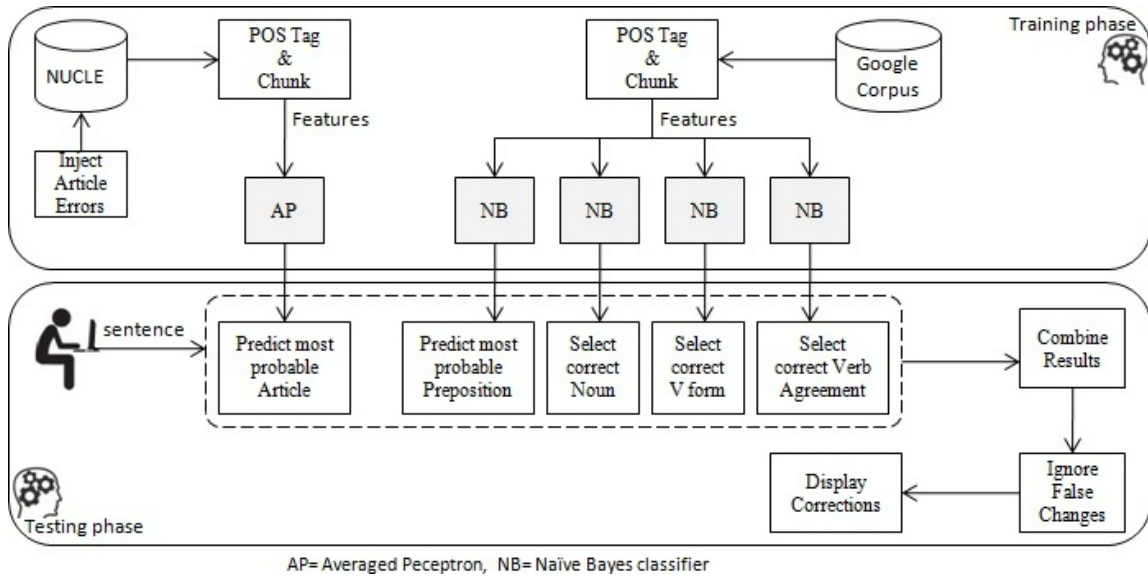 Training phase
NUCLE
POS Tag
&
Chunk
POS Tag
&
Chunk
Google
Corpus
Features
Features
Inject
Article
Errors
AP
NB
NB
NB
NB
sentence
Predict most
probable
Article
Predict most
probable
Preposition
Select
correct
Noun
Select
correct
V form
Select
correct Verb
Agreement
Combine
Results
Ignore
False
Changes
Display
Corrections
Testing phase
AP= Averaged Peceptron, NB= Naïve Bayes classifier